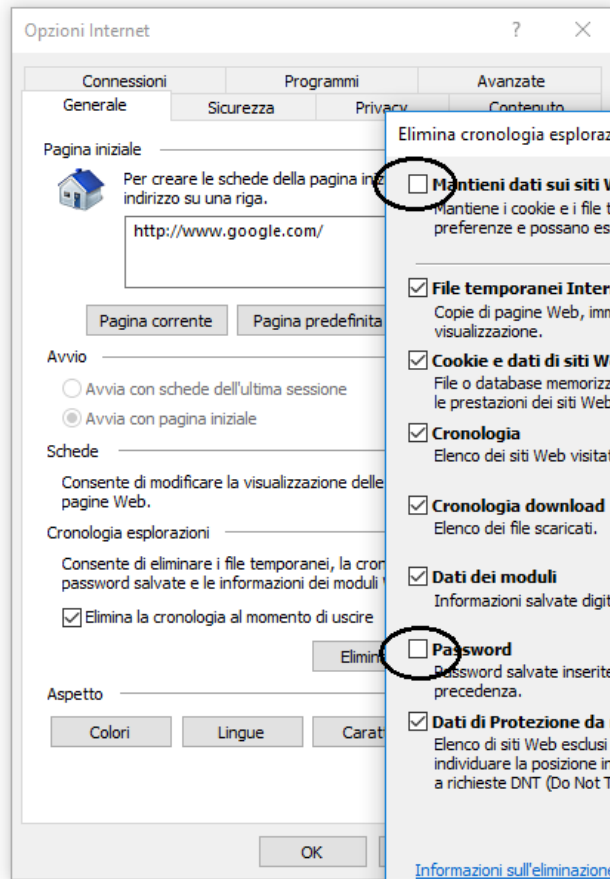 Opzioni Internet
?
Connessioni
Programmi
Avanzate
Generale
Sicurezza
Privacy
Contenuto
Pagina iniziale
Per creare le schede della pagina
indirizzo su una riga.
http://www.google.com/
Pagina corrente
Pagina predefinita
Avvio
Avvia con schede dell'ultima sessione
Avvia con pagina iniziale
Schede
Consente di modificare la visualizzazione delle
pagine Web.
Cronologia esplorazioni
Consente di eliminare i file temporanei, la cron
password salvate e le informazioni dei moduli
Elimina la cronologia al momento di uscire
Elimin
Aspetto
Colori
Lingue
Carat
OK
Elimina cronologia esploraz
Mantieni dati sui siti W
Mantiene i cookie e i file t
preferenze e possano es
File temporanei Inter
Copie di pagine Web, imm
visualizzazione.
Cookie e dati di siti W
File o database memorizz
le prestazioni dei siti Web
Cronologia
Elenco dei siti Web visitat
Cronologia download
Elenco dei file scaricati.
Dati dei moduli
Informazioni salvate digit
Password
Password salvate inserite
precedenza.
Dati di Protezione da
Elenco di siti Web esclusi
individuare la posizione in
a richieste DNT (Do Not T
Informazioni sull'eliminazione